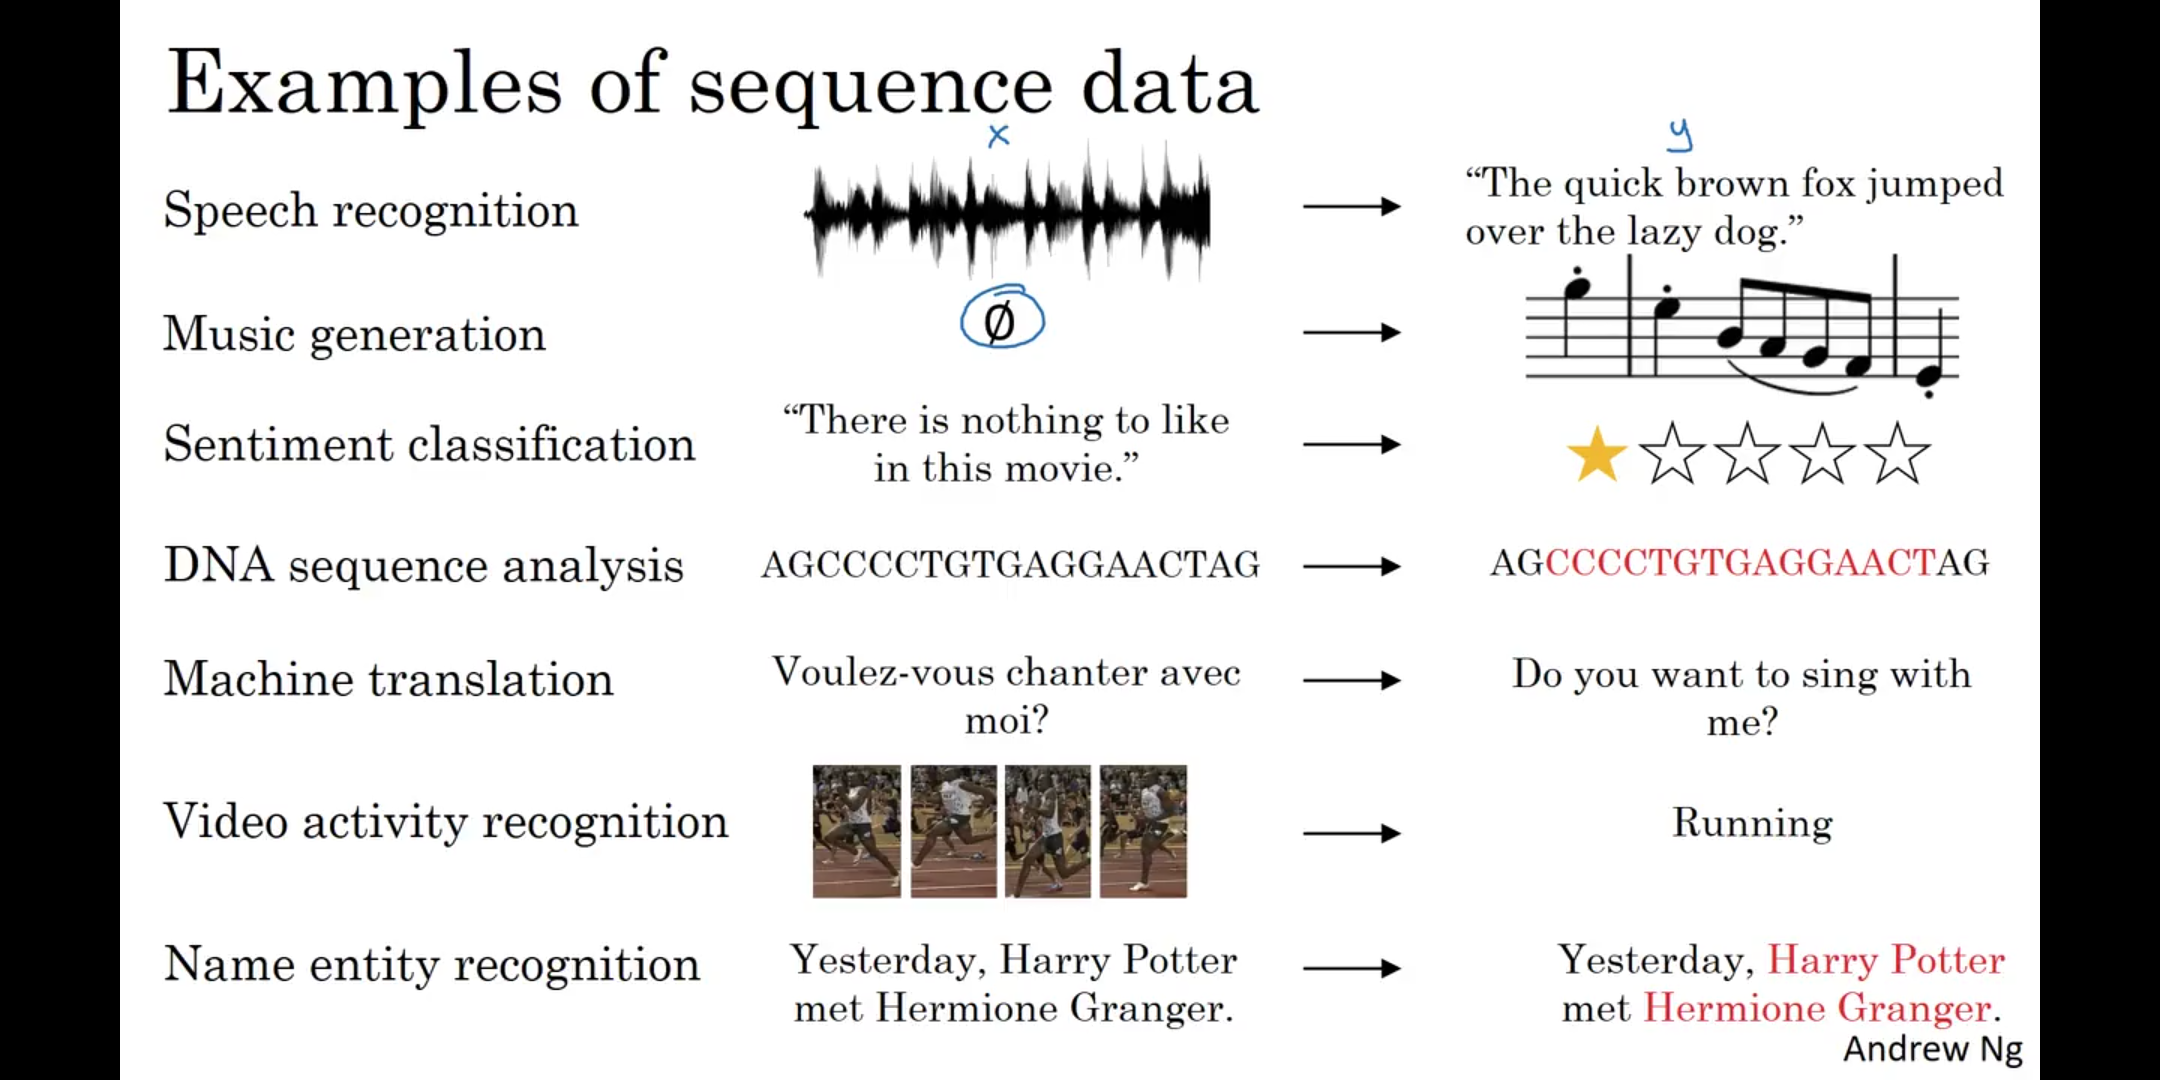 Examples of sequence data
x
y
Speech recognition
“The quick brown fox jumped
over the lazy dog.”
Music generation
∅
Sentiment classification
“There is nothing to like
in this movie.”
DNA sequence analysis
AGCCCCTGTGAGGAACTAG
AGCCCCTGTGAGGAACTAG
Machine translation
Voulez-vous chanter avec
moi?
Do you want to sing with
me?
Video activity recognition
Running
Name entity recognition
Yesterday, Harry Potter
met Hermione Granger.
Yesterday, Harry Potter
met Hermione Granger.
Andrew Ng